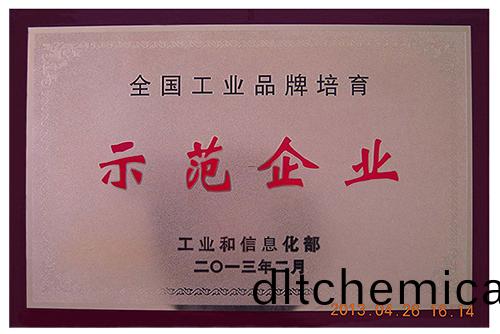 全国工业品牌培育
示范企业
工业和信息化部
二〇一三年二月
dltchemica
2013.04.26 16:14